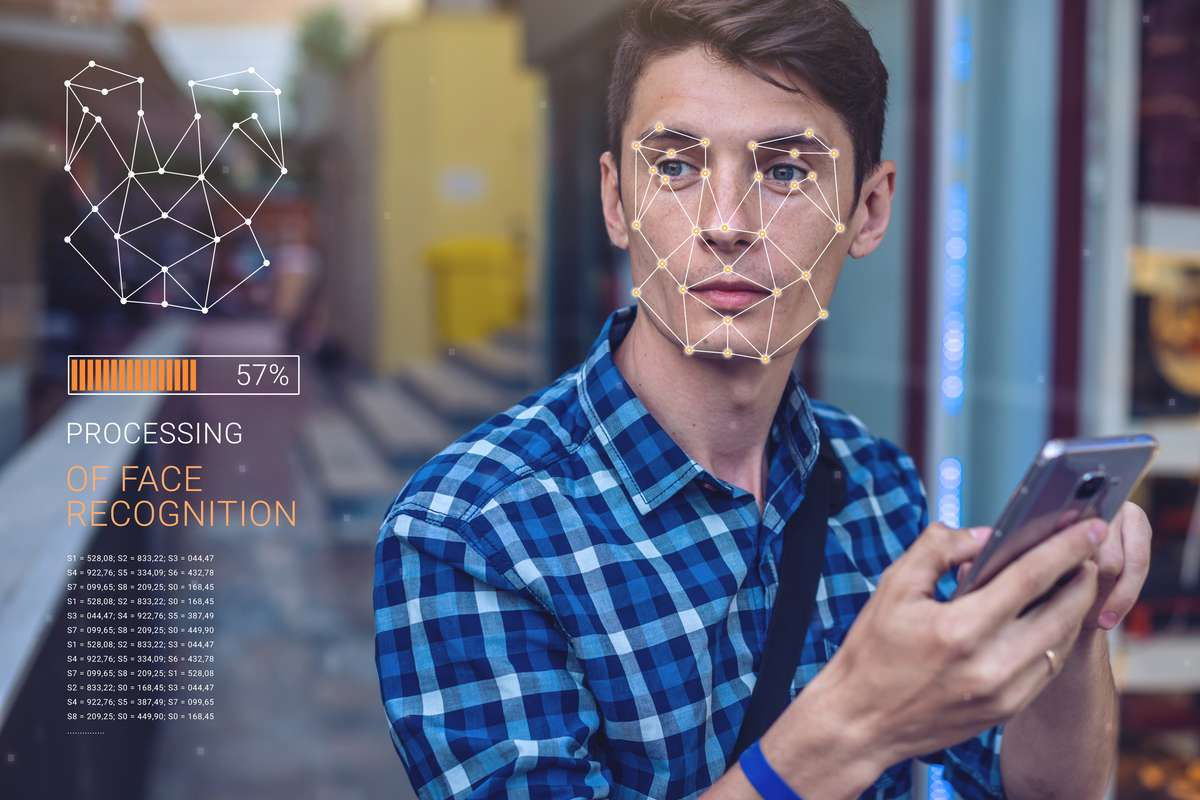 57%
PROCESSING
OF FACE
RECOGNITION
S1 = 528,08; S2 = 833,22; S3 = 044,47
S4 = 922,76; S5 = 334,09; S6 = 432,78
S7 = 099,65; S8 = 209,25; S0 = 168,45
S1 = 528,08; S2 = 833,22; S0 = 168,45
S3 = 044,47; S4 = 922,76; S5 = 387,49
S7 = 099,65; S8 = 209,25; S0 = 449,90
S1 = 528,08; S2 = 833,22; S3 = 044,47
S4 = 922,76; S5 = 334,09; S6 = 432,78
S7 = 099,65; S8 = 209,25; S1 = 528,08
S2 = 833,22; S0 = 168,45; S3 = 044,47
S4 = 922,76; S5 = 387,49; S7 = 099,65
S8 = 209,25; S0 = 449,90; S0 = 168,45
...............